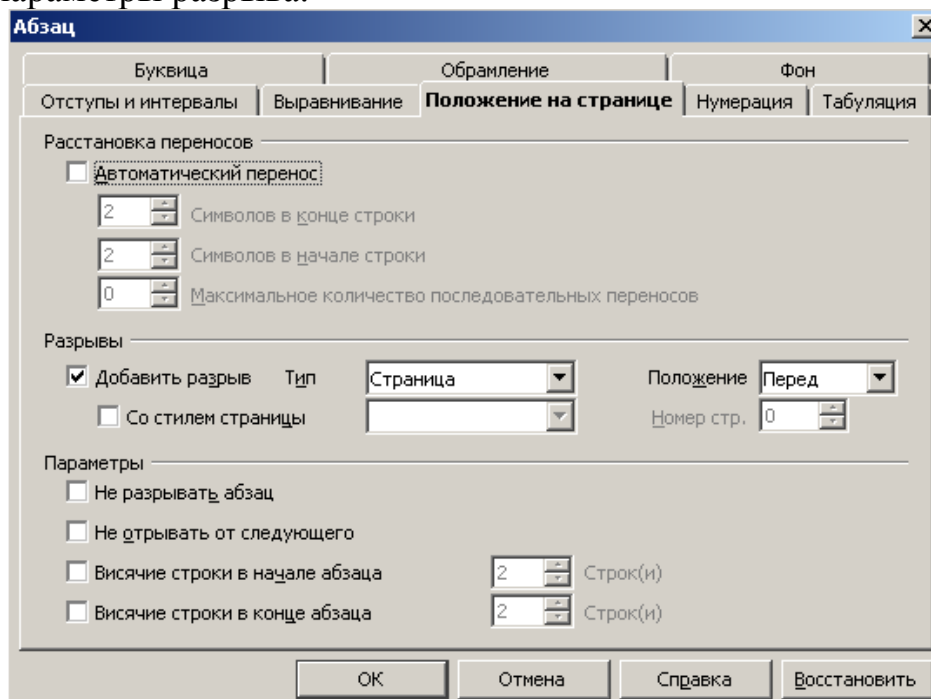 параметры разрыва.
Абзац
Буквица Обрамление Фон
Отступы и интервалы Выравнивание Положение на странице Нумерация Табуляция
Расстановка переносов
Автоматический перенос
2 Символов в конце строки
2 Символов в начале строки
0 Максимальное количество последовательных переносов
Разрывы
Добавить разрыв Тип Страница Положение Перед
Со стилем страницы Номер стр. 0
Параметры
Не разрывать абзац
Не отрывать от следующего
Висячие строки в начале абзаца 2 Строк(и)
Висячие строки в конце абзаца 2 Строк(и)
ОК Отмена Справка Восстановить